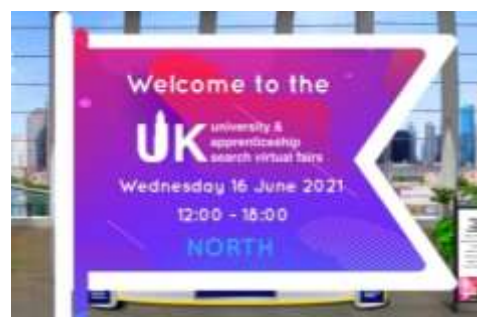 Welcome to the
UK university &
apprenticeship
search virtual fairs
Wednesday 16 June 2021
12:00 - 18:00
NORTH